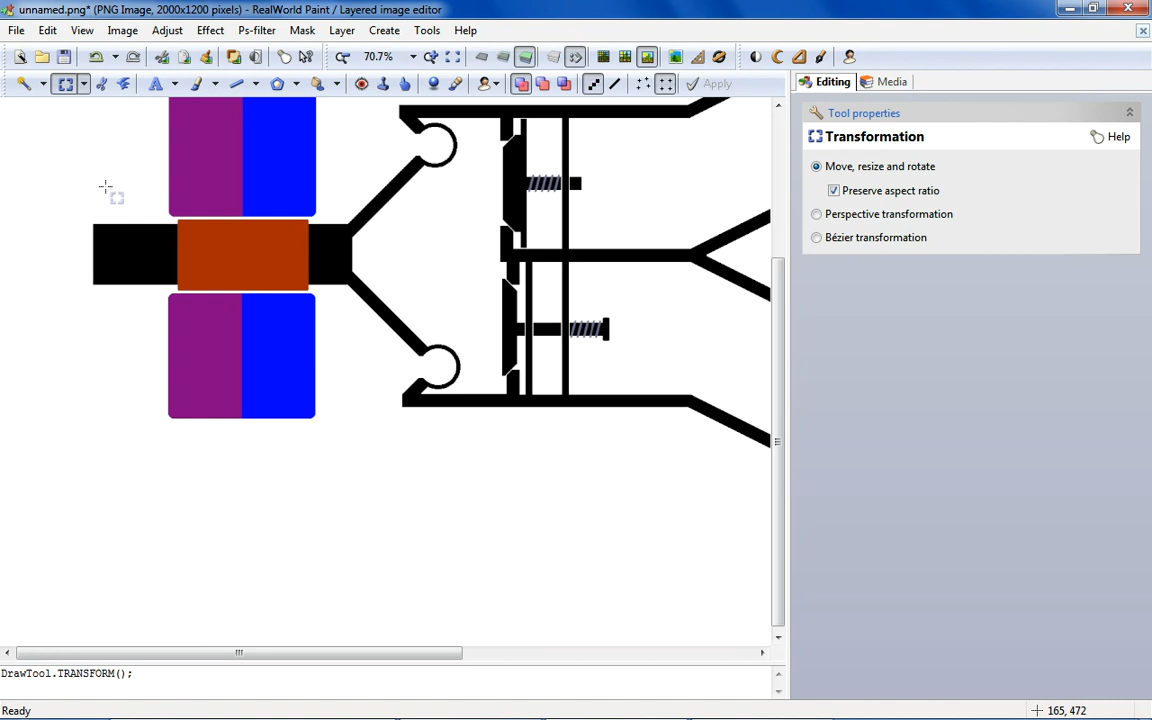 unnamed.png* (PNG Image, 2000x1200 pixels) - RealWorld Paint / Layered image editor
File Edit View Image Adjust Effect Ps-filter Mask Layer Create Tools Help
70.7%
Apply
Editing Media
Tool properties
Transformation Help
Move, resize and rotate
Preserve aspect ratio
Perspective transformation
Bézier transformation
DrawTool.TRANSFORM();
Ready 165, 472